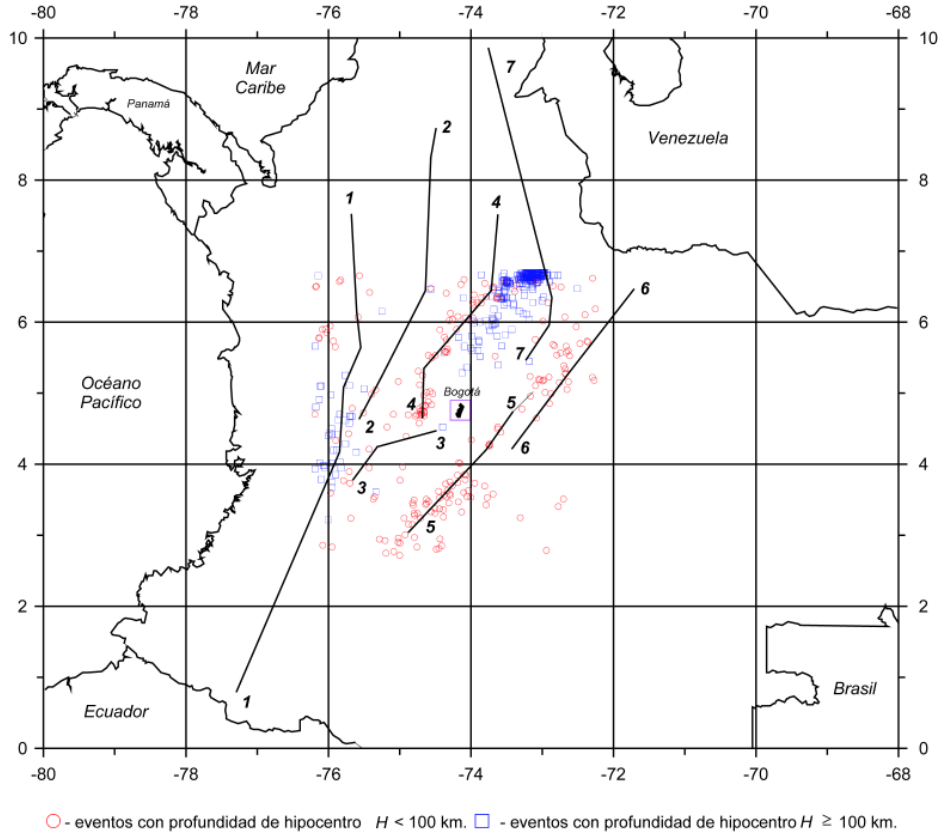 -80 -78 -76 -74 -72 -70 -68
10 10
7
Mar
Caribe
Panamá
2
Venezuela
8 8
1 4
6
6 6
7
Océano
Pacífico
Bogotá
5
4
2
3
6
4 4
3
5
2 2
1
Ecuador
Brasil
0 0
-80 -78 -76 -74 -72 -70 -68
- eventos con profundidad de hipocentro H < 100 km. - eventos con profundidad de hipocentro H ≥ 100 km.